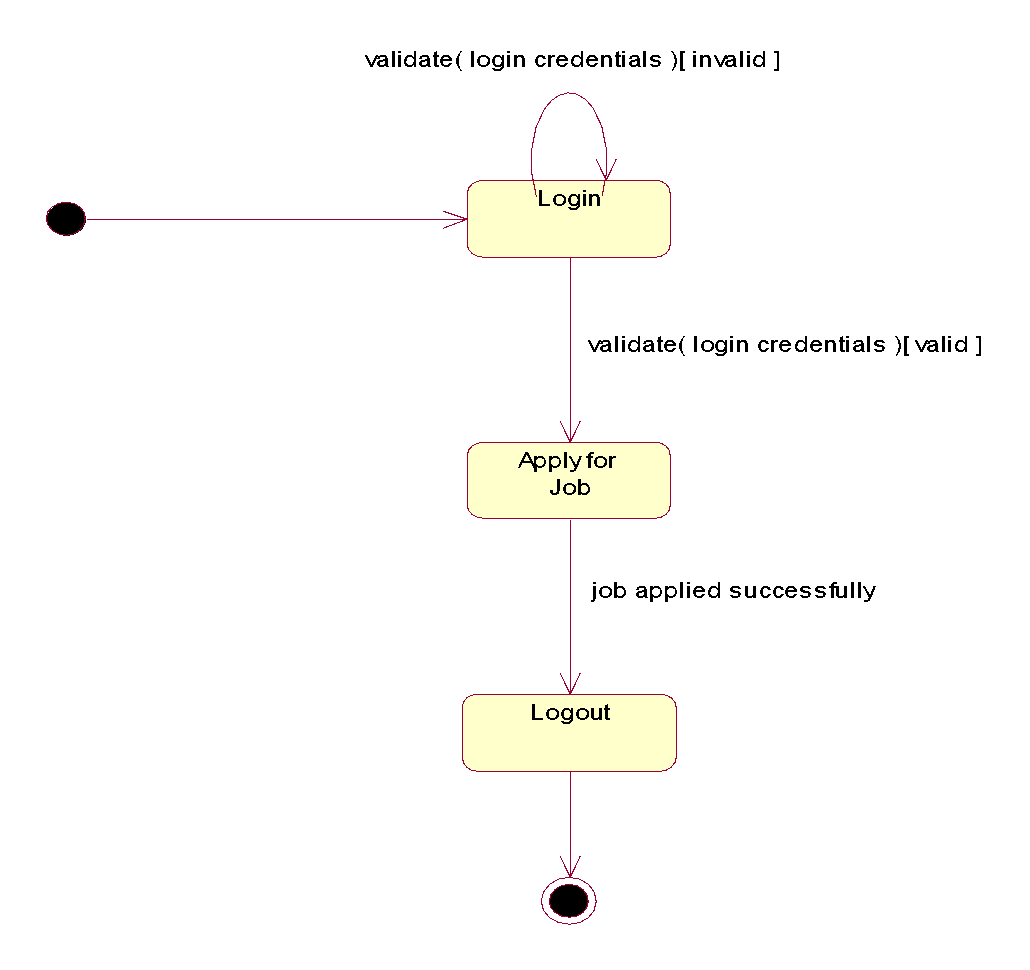 validate( login credentials )[ invalid ]
Login
validate( login credentials )[ valid ]
Apply for
Job
job applied successfully
Logout